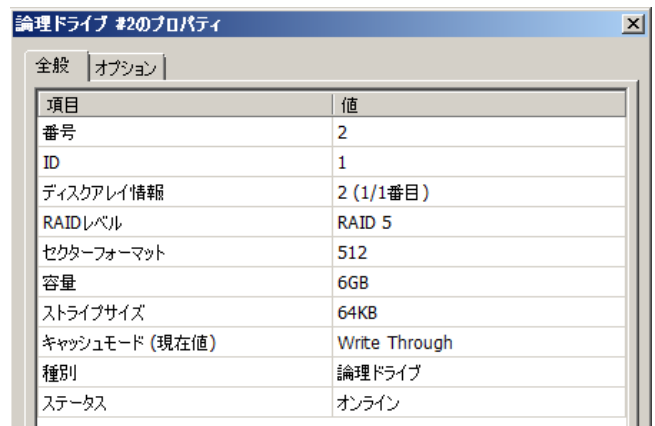 論理ドライブ #2のプロパティ
全般 オプション
項目 値
番号 2
ID 1
ディスクアレイ情報 2 (1/1番目)
RAIDレベル RAID 5
セクターフォーマット 512
容量 6GB
ストライプサイズ 64KB
キャッシュモード (現在値) Write Through
種別 論理ドライブ
ステータス オンライン